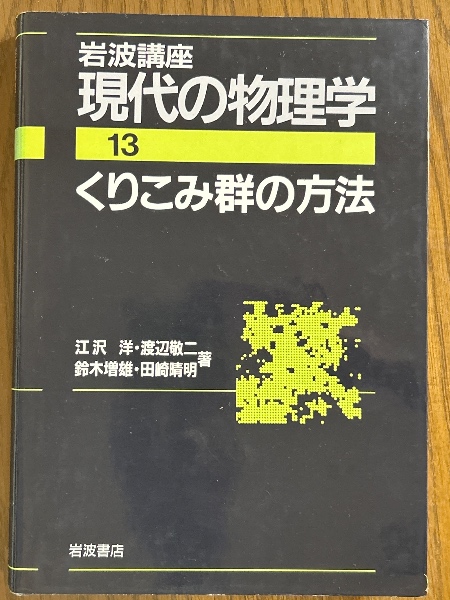 岩波講座
現代の物理学
13
くりこみ群の方法
江沢 洋・渡辺敬二
鈴木増雄・田崎晴明
著
岩波書店